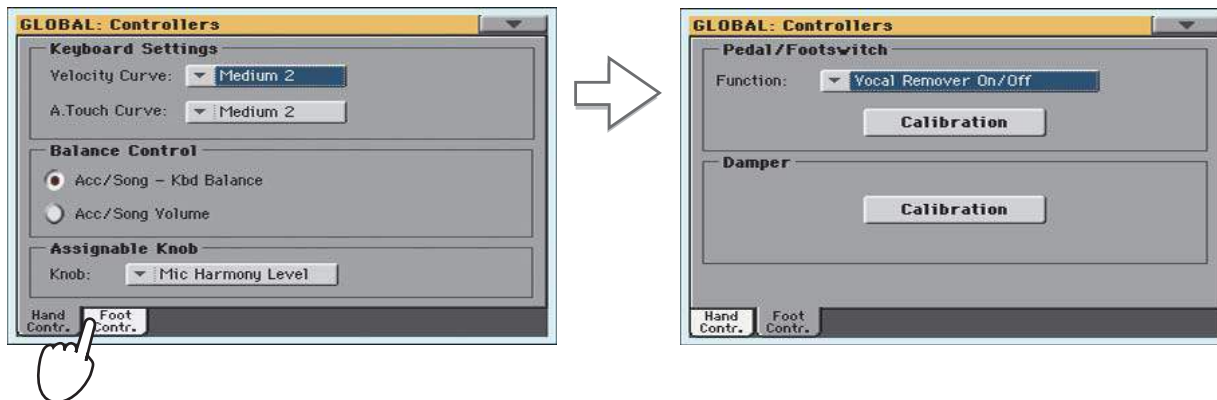 GLOBAL: Controllers
Keyboard Settings
Velocity Curve: Medium 2
A.Touch Curve: Medium 2
Balance Control
Acc/Song - Kbd Balance
Acc/Song Volume
Assignable Knob
Knob: Mic Harmony Level
Hand Contr.
Foot Contr.
GLOBAL: Controllers
Pedal/Footswitch
Function: Vocal Remover On/Off
Calibration
Damper
Calibration
Hand Contr.
Foot Contr.